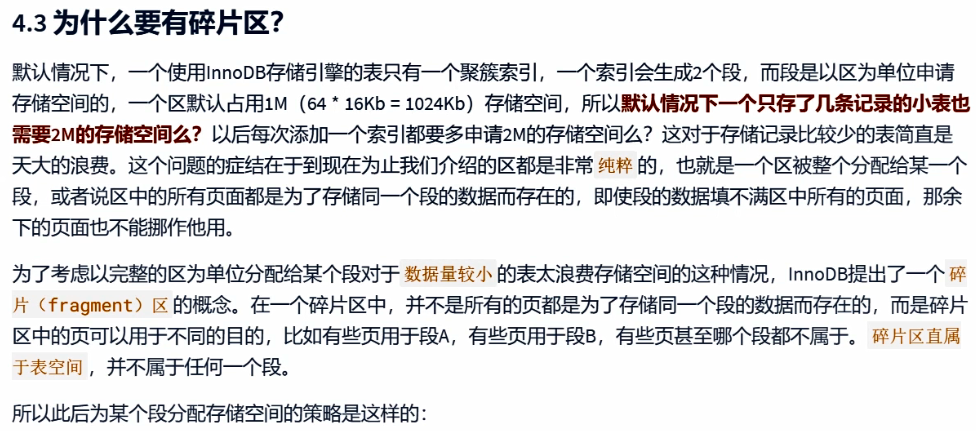 4.3 为什么要有碎片区？
默认情况下，一个使用InnoDB存储引擎的表只有一个聚簇索引，一个索引会生成2个段，而段是以区为单位申请
存储空间的，一个区默认占用1M（64 * 16Kb = 1024Kb）存储空间，所以默认情况下一个只存了几条记录的小表也
需要2M的存储空间么？以后每次添加一个索引都要多申请2M的存储空间么？这对于存储记录比较少的表简直是
天大的浪费。这个问题的症结在于到现在为止我们介绍的区都是非常 纯粹 的，也就是一个区被整个分配给某一个
段，或者说区中的所有页面都是为了存储同一个段的数据而存在的，即使段的数据填不满区中所有的页面，那余
下的页面也不能挪作他用。
为了考虑以完整的区为单位分配给某个段对于 数据量较小 的表太浪费存储空间的这种情况，InnoDB提出了一个 碎
片（fragment）区 的概念。在一个碎片区中，并不是所有的页都是为了存储同一个段的数据而存在的，而是碎片
区中的页可以用于不同的目的，比如有些页用于段A，有些页用于段B，有些页甚至哪个段都不属于。 碎片区直属
于表空间 ，并不属于任何一个段。
所以此后为某个段分配存储空间的策略是这样的：